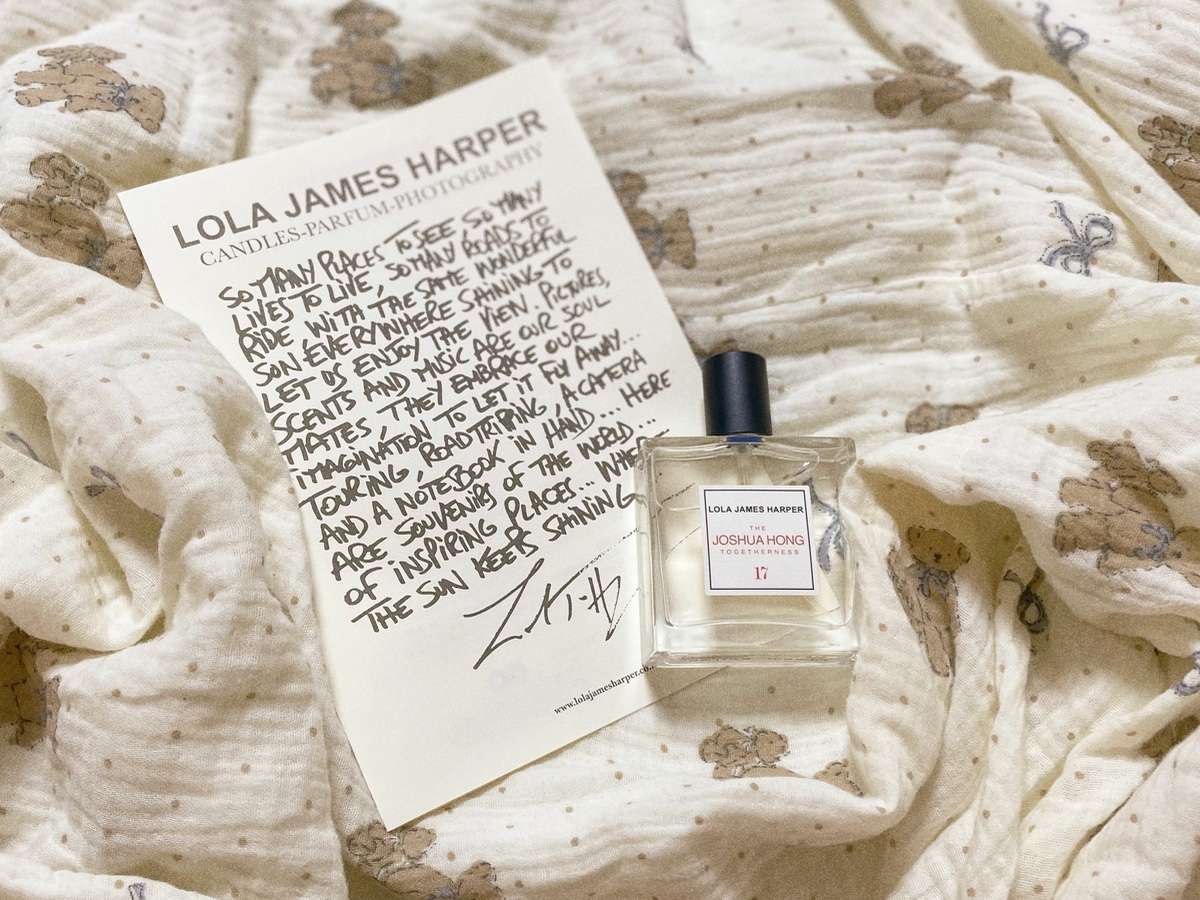 LOLA JAMES HARPER
CANDLES-PARFUM-PHOTOGRAPHY
SO MANY PLACES TO SEE, SO MANY
LIVES TO LIVE, SO MANY ROADS TO
RIDE WITH THE SAME WONDERFUL
SUN EVERYWHERE SHINING TO
LET US ENJOY THE VIEW. PICTURES,
SCENTS AND MUSIC ARE OUR SOUL
MATES, THEY EMBRACE OUR
IMAGINATION TO LET IT FLY AWAY...
TOURING, ROAD TRIPPING, A CAMERA
AND A NOTEBOOK IN HAND... HERE
ARE SOUVENIRS OF THE WORLD...
OF INSPIRING PLACES... WHE
THE SUN KEEPS SHINING
www.lolajamesharper.co
LOLA JAMES HARPER
THE
JOSHUA HONG
TOGETHERNESS
17